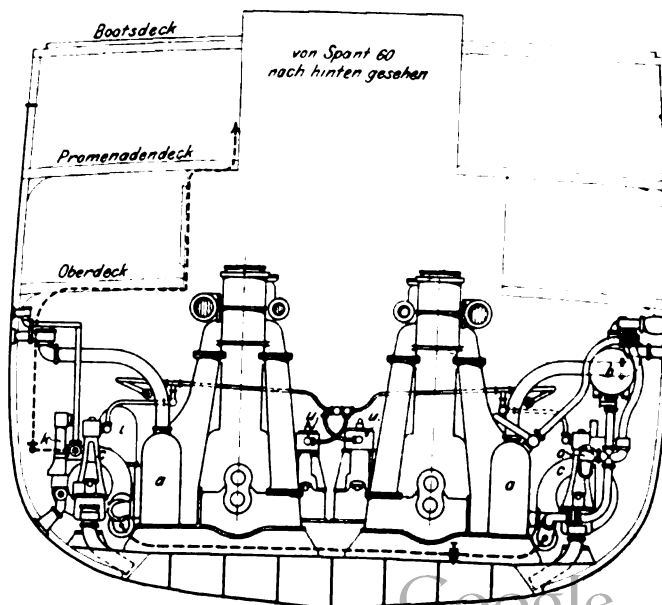 Bootsdeck
von Spant 60
nach hinten gesehen
Promenadendeck
Oberdeck
h
u
u
k
i
c
a
a
g
c
Google